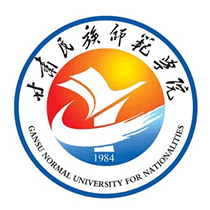 甘肃民族师范学院
1984
GANSU NORMAL UNIVERSITY FOR NATIONALITIES